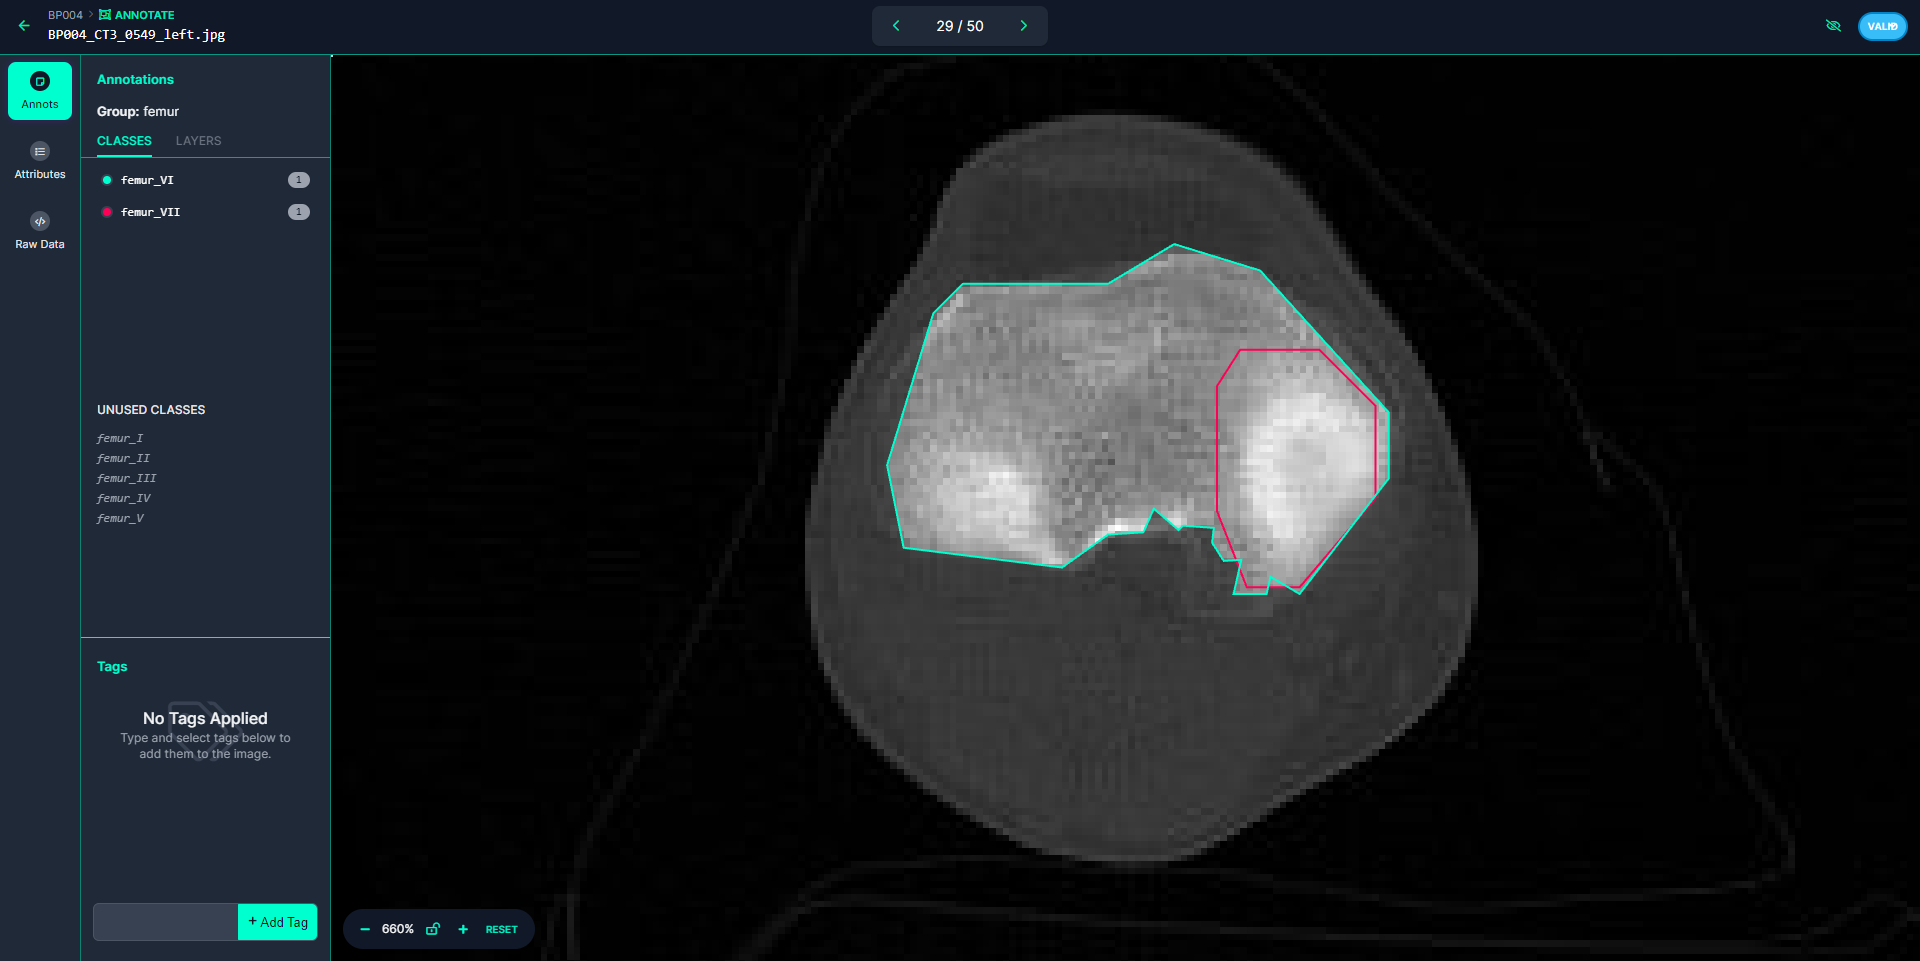 BP004 > ANNOTATE
BP004_CT3_0549_left.jpg
29 / 50
VALID
Annots
Attributes
Raw Data
Annotations
Group: femur
CLASSES LAYERS
femur_VI 1
femur_VII 1
UNUSED CLASSES
femur_I
femur_II
femur_III
femur_IV
femur_V
Tags
No Tags Applied
Type and select tags below to
add them to the image.
+ Add Tag
− 660% + RESET